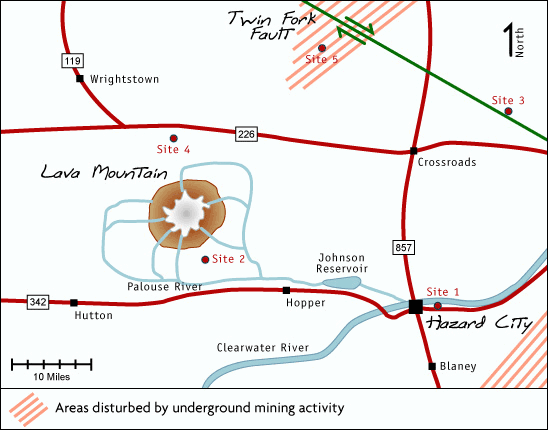 Twin Fork
Fault
North
119
Wrightstown
Site 5
Site 3
226
Site 4
Crossroads
Lava Mountain
857
Site 2
Johnson
Reservoir
Palouse River
Site 1
342
Hutton
Hopper
Hazard City
Clearwater River
Blaney
10 Miles
Areas disturbed by underground mining activity